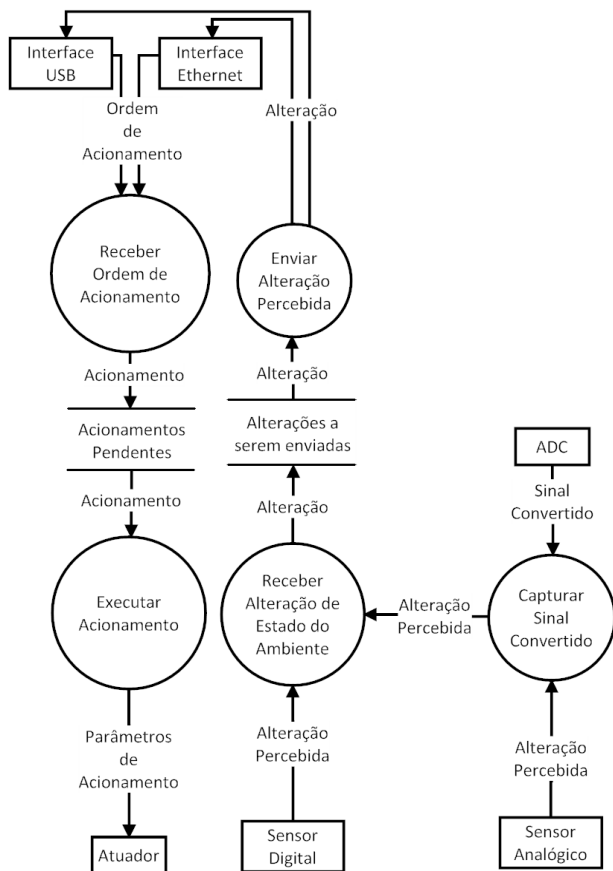 Interface
USB
Interface
Ethernet
Ordem
de
Acionamento
Alteração
Receber
Ordem de
Acionamento
Enviar
Alteração
Percebida
Acionamento
Alteração
Acionamentos
Pendentes
Alterações a
serem enviadas
ADC
Acionamento
Alteração
Sinal
Convertido
Executar
Acionamento
Receber
Alteração de
Estado do
Ambiente
Alteração
Percebida
Capturar
Sinal
Convertido
Parâmetros
de
Acionamento
Alteração
Percebida
Alteração
Percebida
Atuador
Sensor
Digital
Sensor
Analógico